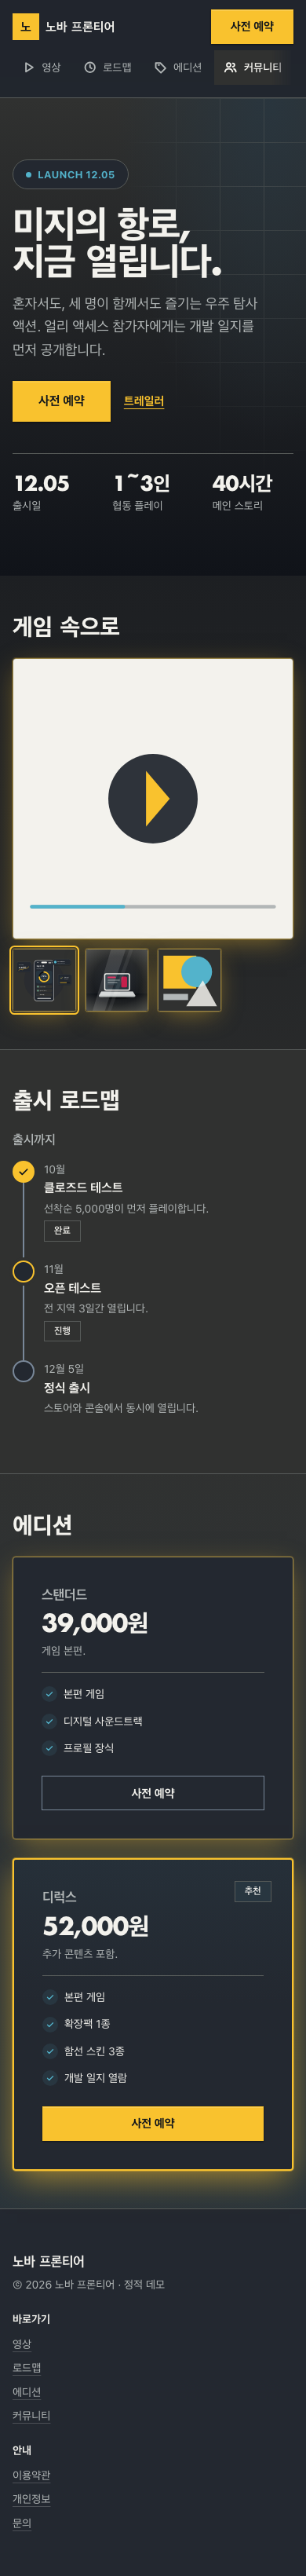 노 노바 프론티어
사전 예약
영상
로드맵
에디션
커뮤니티
LAUNCH 12.05
미지의 항로,
지금 열립니다.
혼자서도, 세 명이 함께서도 즐기는 우주 탐사
액션. 얼리 액세스 참가자에게는 개발 일지를
먼저 공개합니다.
사전 예약
트레일러
12.05
출시일
1~3인
협동 플레이
40시간
메인 스토리
게임 속으로
출시 로드맵
출시까지
10월
클로즈드 테스트
선착순 5,000명이 먼저 플레이합니다.
완료
11월
오픈 테스트
전 지역 3일간 열립니다.
진행
12월 5일
정식 출시
스토어와 콘솔에서 동시에 열립니다.
에디션
스탠더드
39,000원
게임 본편.
본편 게임
디지털 사운드트랙
프로필 장식
사전 예약
추천
디럭스
52,000원
추가 콘텐츠 포함.
본편 게임
확장팩 1종
함선 스킨 3종
개발 일지 열람
사전 예약
노바 프론티어
© 2026 노바 프론티어 · 정적 데모
바로가기
영상
로드맵
에디션
커뮤니티
안내
이용약관
개인정보
문의